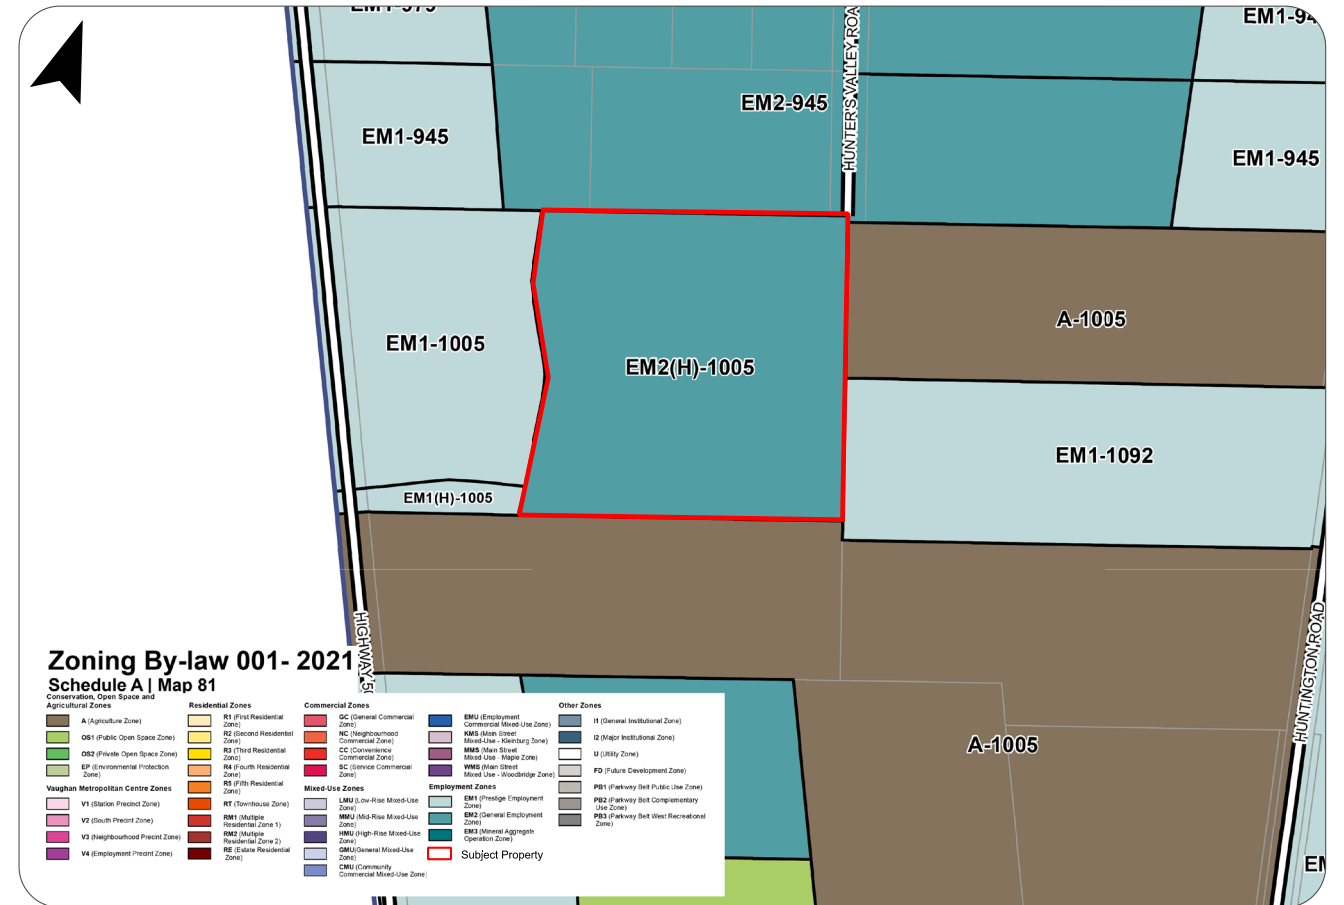 EM1-975
EM1-94
HUNTER'S VALLEY ROA
EM2-945
EM1-945
EM1-945
A-1005
EM1-1005
EM2(H)-1005
EM1-1092
EM1(H)-1005
HIGHWAY 50
HUNTINGTON ROAD
A-1005
EM
Zoning By-law 001- 2021
Schedule A | Map 81
Conservation, Open Space and
Agricultural Zones
A (Agriculture Zone)
OS1 (Public Open Space Zone)
OS2 (Private Open Space Zone)
EP (Environmental Protection
Zone)
Vaughan Metropolitan Centre Zones
V1 (Station Precinct Zone)
V2 (South Precinct Zone)
V3 (Neighbourhood Precint Zone)
V4 (Employment Precint Zone)
Residential Zones
R1 (First Residential
Zone)
R2 (Second Residential
Zone)
R3 (Third Residential
Zone)
R4 (Fourth Residential
Zone)
R5 (Fifth Residential
Zone)
RT (Townhouse Zone)
RM1 (Multiple
Residential Zone 1)
RM2 (Multiple
Residential Zone 2)
RE (Estate Residential
Zone)
Commercial Zones
GC (General Commercial
Zone)
NC (Neighbourhood
Commercial Zone)
CC (Convenience
Commercial Zone)
SC (Service Commercial
Zone)
Mixed-Use Zones
LMU (Low-Rise Mixed-Use
Zone)
MMU (Mid-Rise Mixed-Use
Zone)
HMU (High-Rise Mixed-Use
Zone)
GMU(General Mixed-Use
Zone)
CMU (Community
Commercial Mixed-Use Zone)
EMU (Employment
Commercial Mixed-Use Zone)
KMS (Main Street
Mixed-Use - Kleinburg Zone)
MMS (Main Street
Mixed-Use - Maple Zone)
WMS (Main Street
Mixed Use - Woodbridge Zone)
Employment Zones
EM1 (Prestige Employment
Zone)
EM2 (General Employment
Zone)
EM3 (Mineral Aggregate
Operation Zone)
Subject Property
Other Zones
I1 (General Institutional Zone)
I2 (Major Institutional Zone)
U (Utility Zone)
FD (Future Development Zone)
PB1 (Parkway Belt Public Use Zone)
PB2 (Parkway Belt Complementary
Use Zone)
PB3 (Parkway Belt West Recreational
Zone)